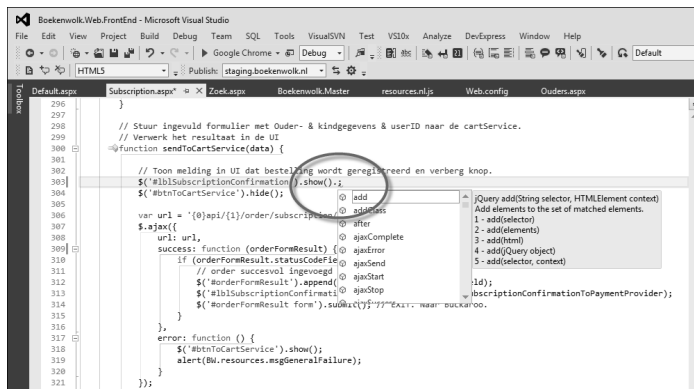 Boekenwolk.Web.FrontEnd - Microsoft Visual Studio
File Edit View Project Build Debug Team SQL Tools VisualSVN Test VS10x Analyze DevExpress Window Help
Google Chrome Debug Default
HTML5 Publish: staging.boekenwolk.nl
Toolbox
Default.aspx Subscription.aspx* Zoek.aspx Boekenwolk.Master resources.nl.js Web.config Ouders.aspx
296 }
297
298 // Stuur ingevuld formulier met Ouder- & kindgegevens & userID naar de cartService.
299 // Verwerk het resultaat in de UI
300 function sendToCartService(data) {
301
302 // Toon melding in UI dat bestelling wordt geregistreerd en verberg knop.
303 $('#lblSubscriptionConfirmation').show().;
304 $('#btnToCartService').hide();
305
306 var url = '{0}api/{1}/order/subscription/
307 $.ajax({
308 url: url,
309 success: function (orderFormResult) {
310 if (orderFormResult.statusCodeFie
311 // order succesvol ingevoegd
312 $('#orderFormResult').append( eld);
313 $('#lblSubscriptionConfirmati bscriptionConfirmationToPaymentProvider);
314 $('#orderFormResult form').submit(); // EXIT. Naar Buckaroo.
315 }
316 },
317 error: function () {
318 $('#btnToCartService').show();
319 alert(BW.resources.msgGeneralFailure);
320 }
321 });
add
addClass
after
ajaxComplete
ajaxError
ajaxSend
ajaxStart
ajaxStop
ajaxSuccess
jQuery add(String selector, HTMLElement context)
Add elements to the set of matched elements.
1 - add(selector)
2 - add(elements)
3 - add(html)
4 - add(jQuery object)
5 - add(selector, context)